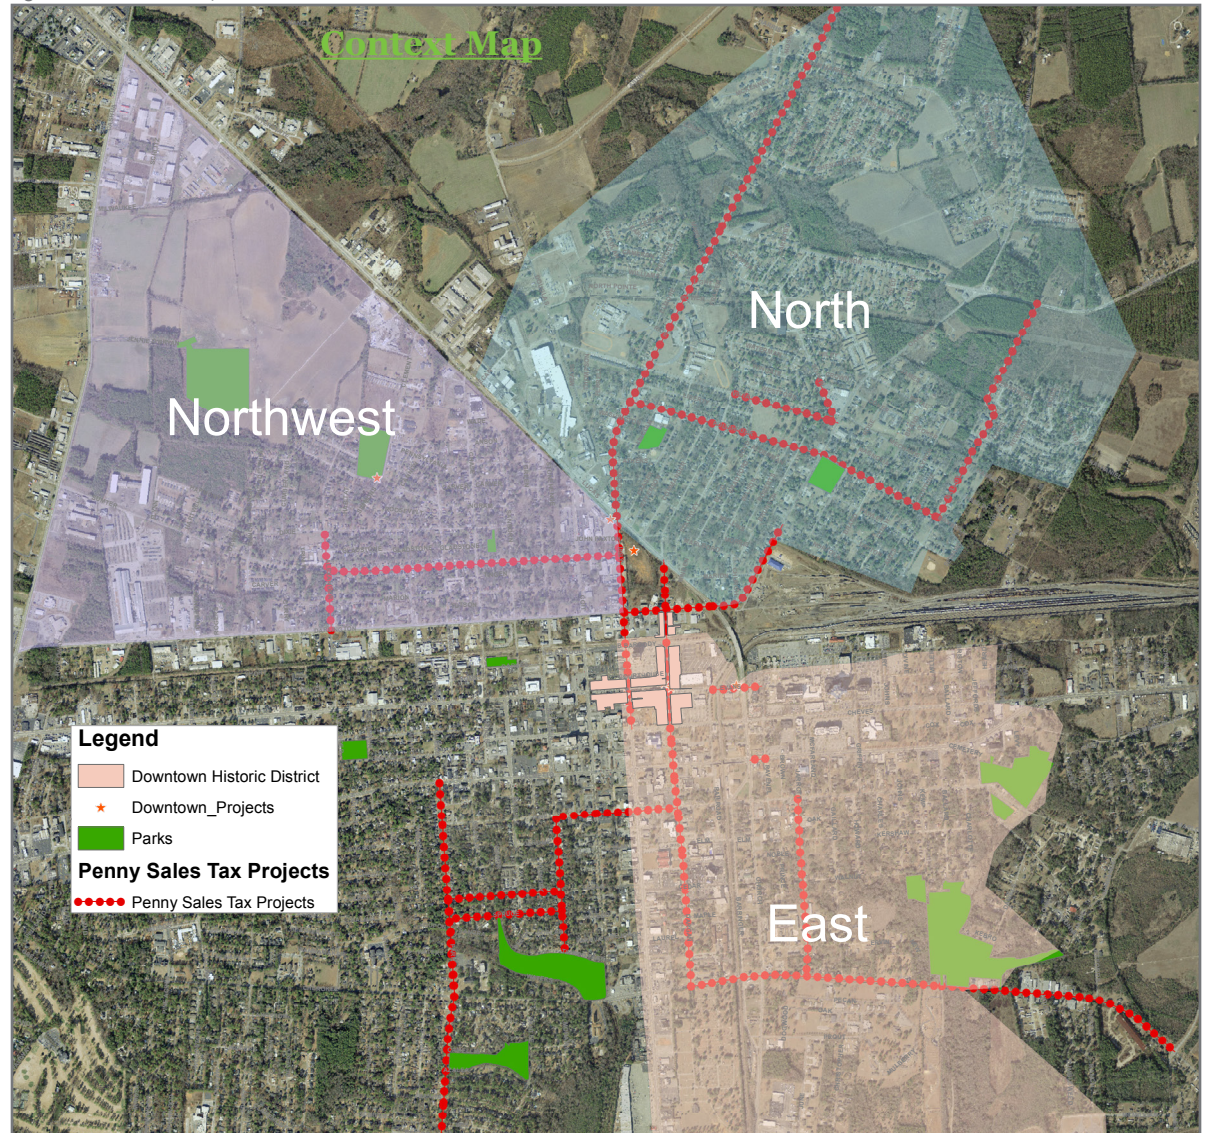 Context Map
North
Northwest
Legend
Downtown Historic District
Downtown_Projects
Parks
Penny Sales Tax Projects
Penny Sales Tax Projects
East